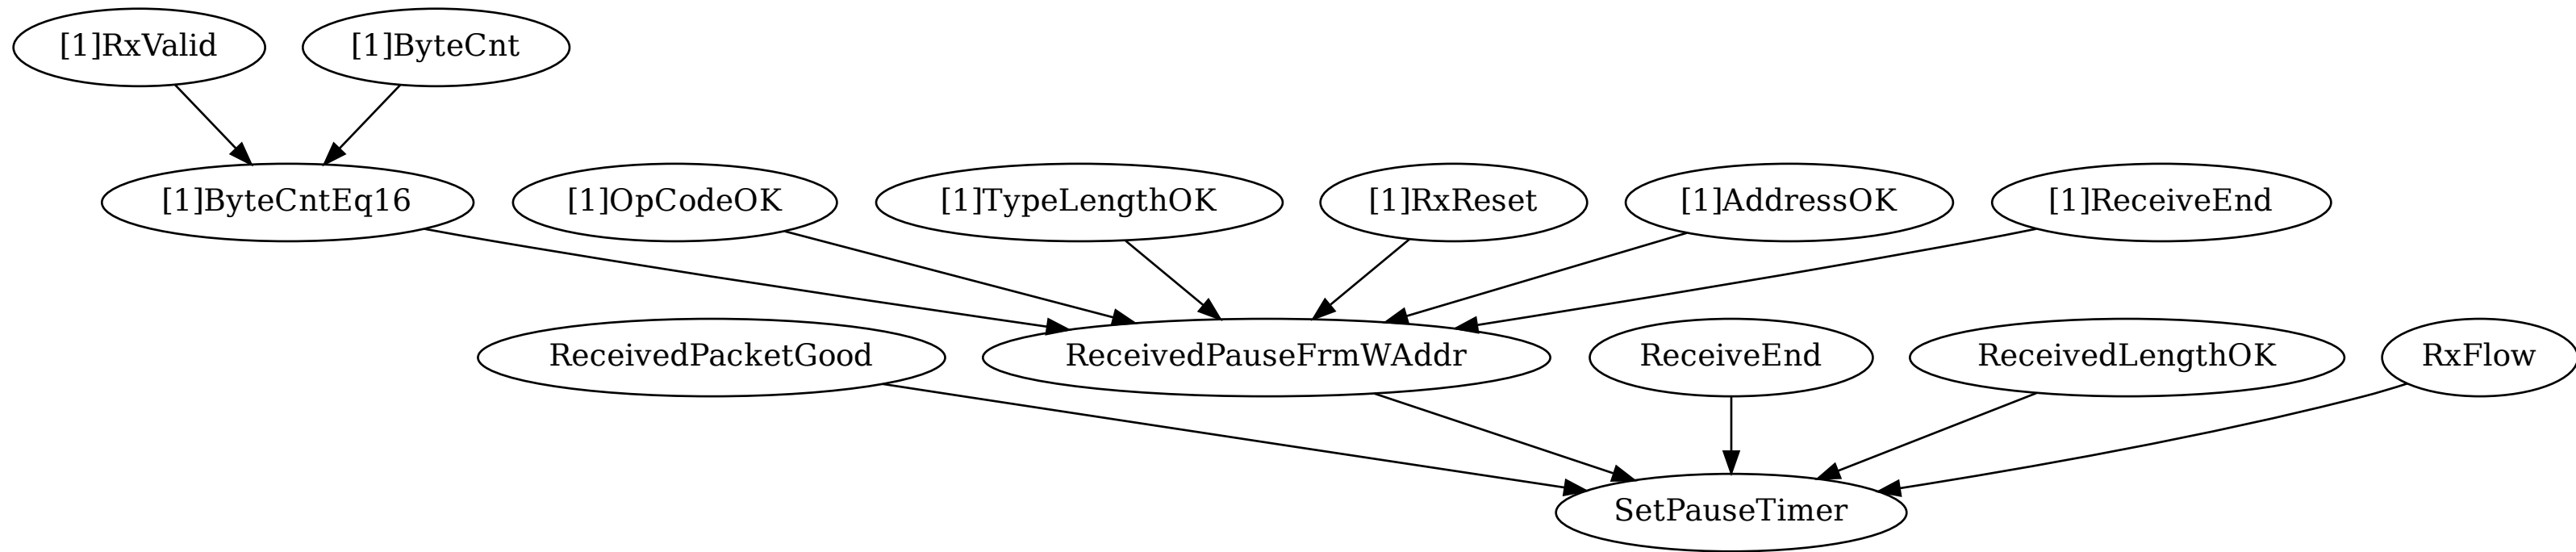 [1]RxValid
[1]ByteCnt
[1]ByteCntEq16
[1]OpCodeOK
[1]TypeLengthOK
[1]RxReset
[1]AddressOK
[1]ReceiveEnd
ReceivedPacketGood
ReceivedPauseFrmWAddr
ReceiveEnd
ReceivedLengthOK
RxFlow
SetPauseTimer